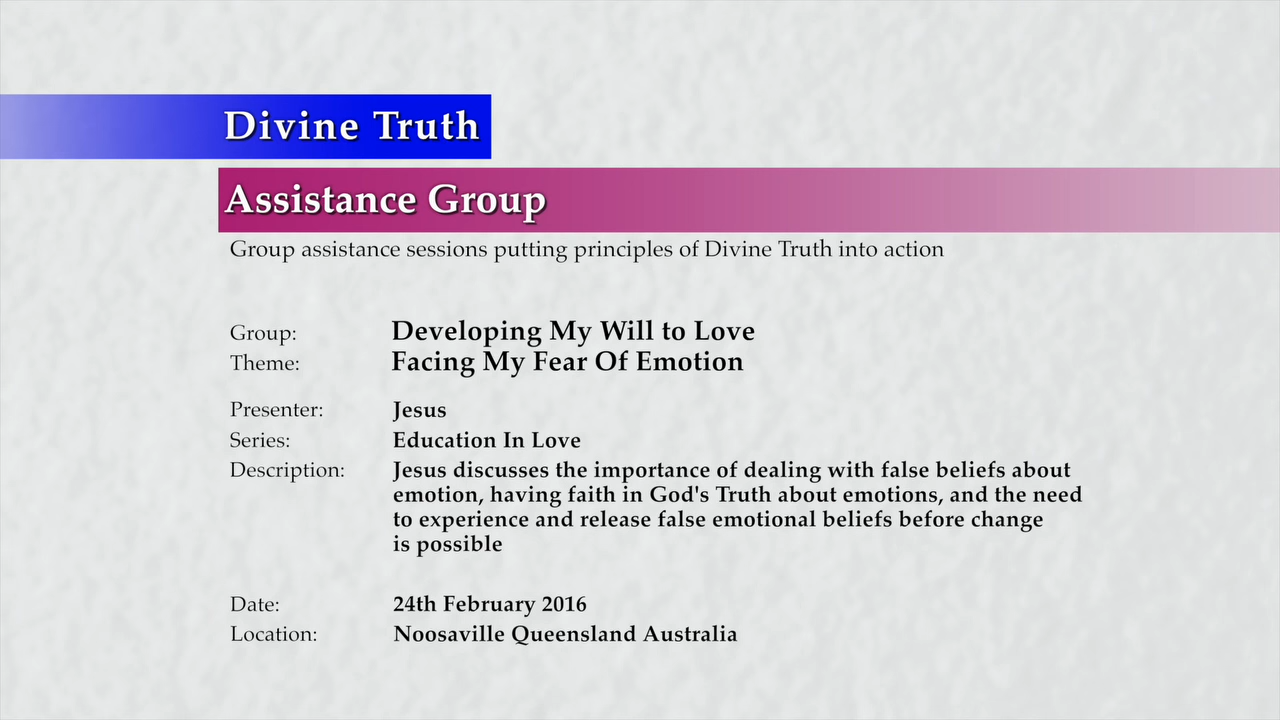 Divine Truth
Assistance Group
Group assistance sessions putting principles of Divine Truth into action
Group: Developing My Will to Love
Theme: Facing My Fear Of Emotion
Presenter: Jesus
Series: Education In Love
Description: Jesus discusses the importance of dealing with false beliefs about
emotion, having faith in God's Truth about emotions, and the need
to experience and release false emotional beliefs before change
is possible
Date: 24th February 2016
Location: Noosaville Queensland Australia